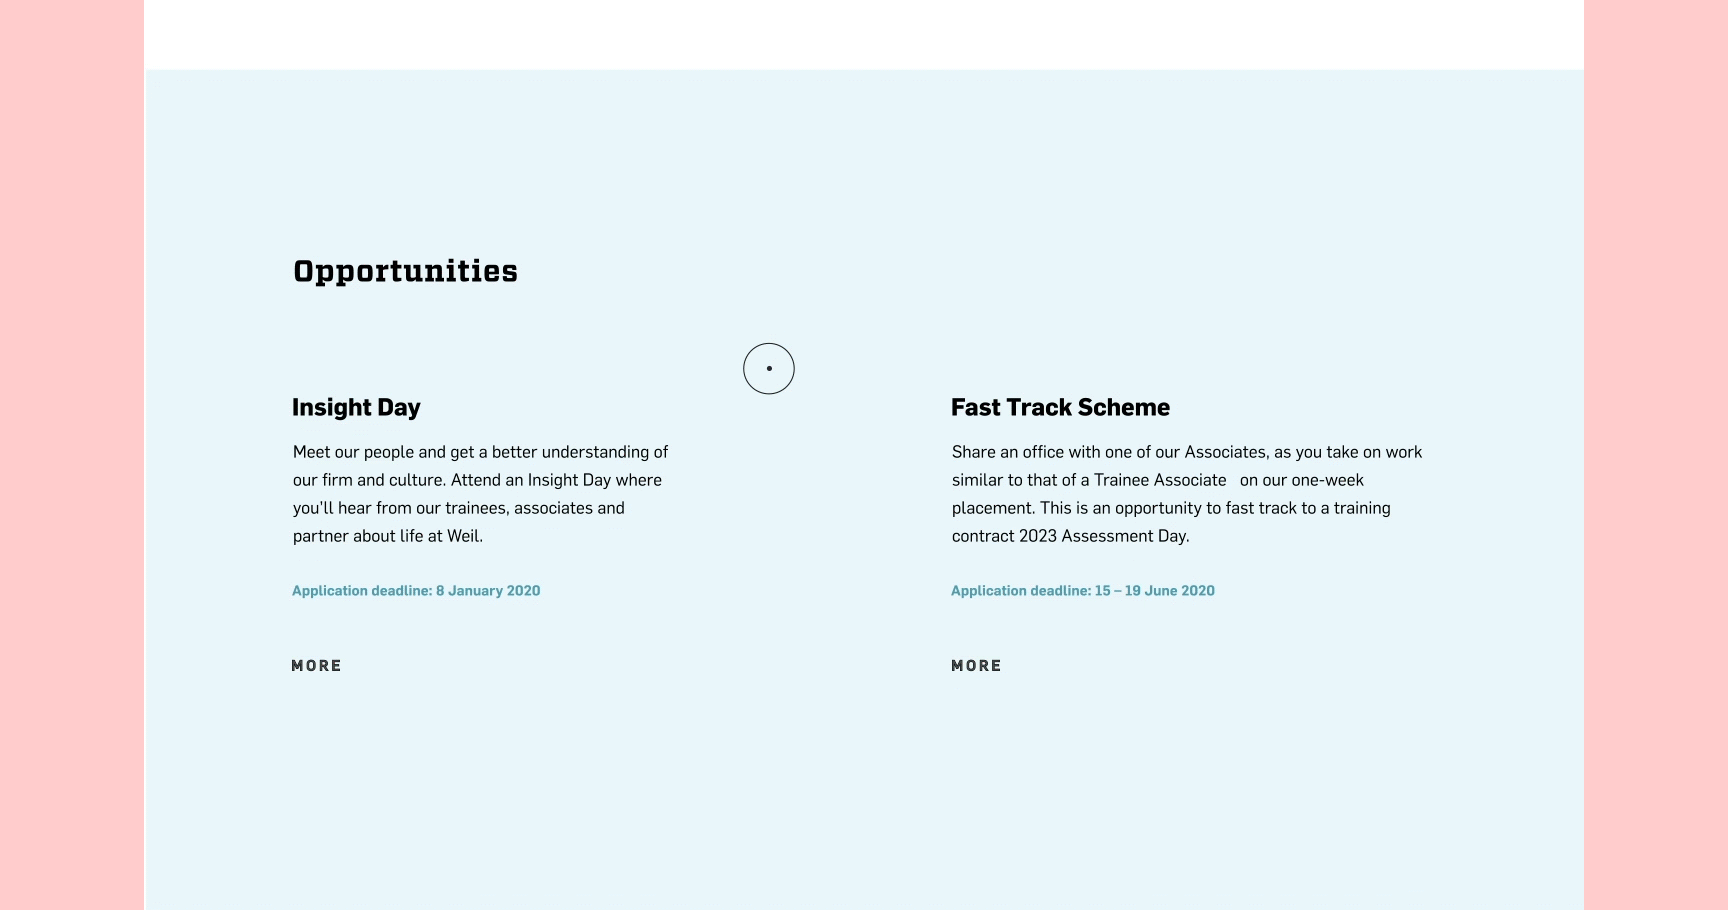 Opportunities
Insight Day
Meet our people and get a better understanding of
our firm and culture. Attend an Insight Day where
you'll hear from our trainees, associates and
partner about life at Weil.
Application deadline: 8 January 2020
MORE
Fast Track Scheme
Share an office with one of our Associates, as you take on work
similar to that of a Trainee Associate   on our one-week
placement. This is an opportunity to fast track to a training
contract 2023 Assessment Day.
Application deadline: 15 – 19 June 2020
MORE